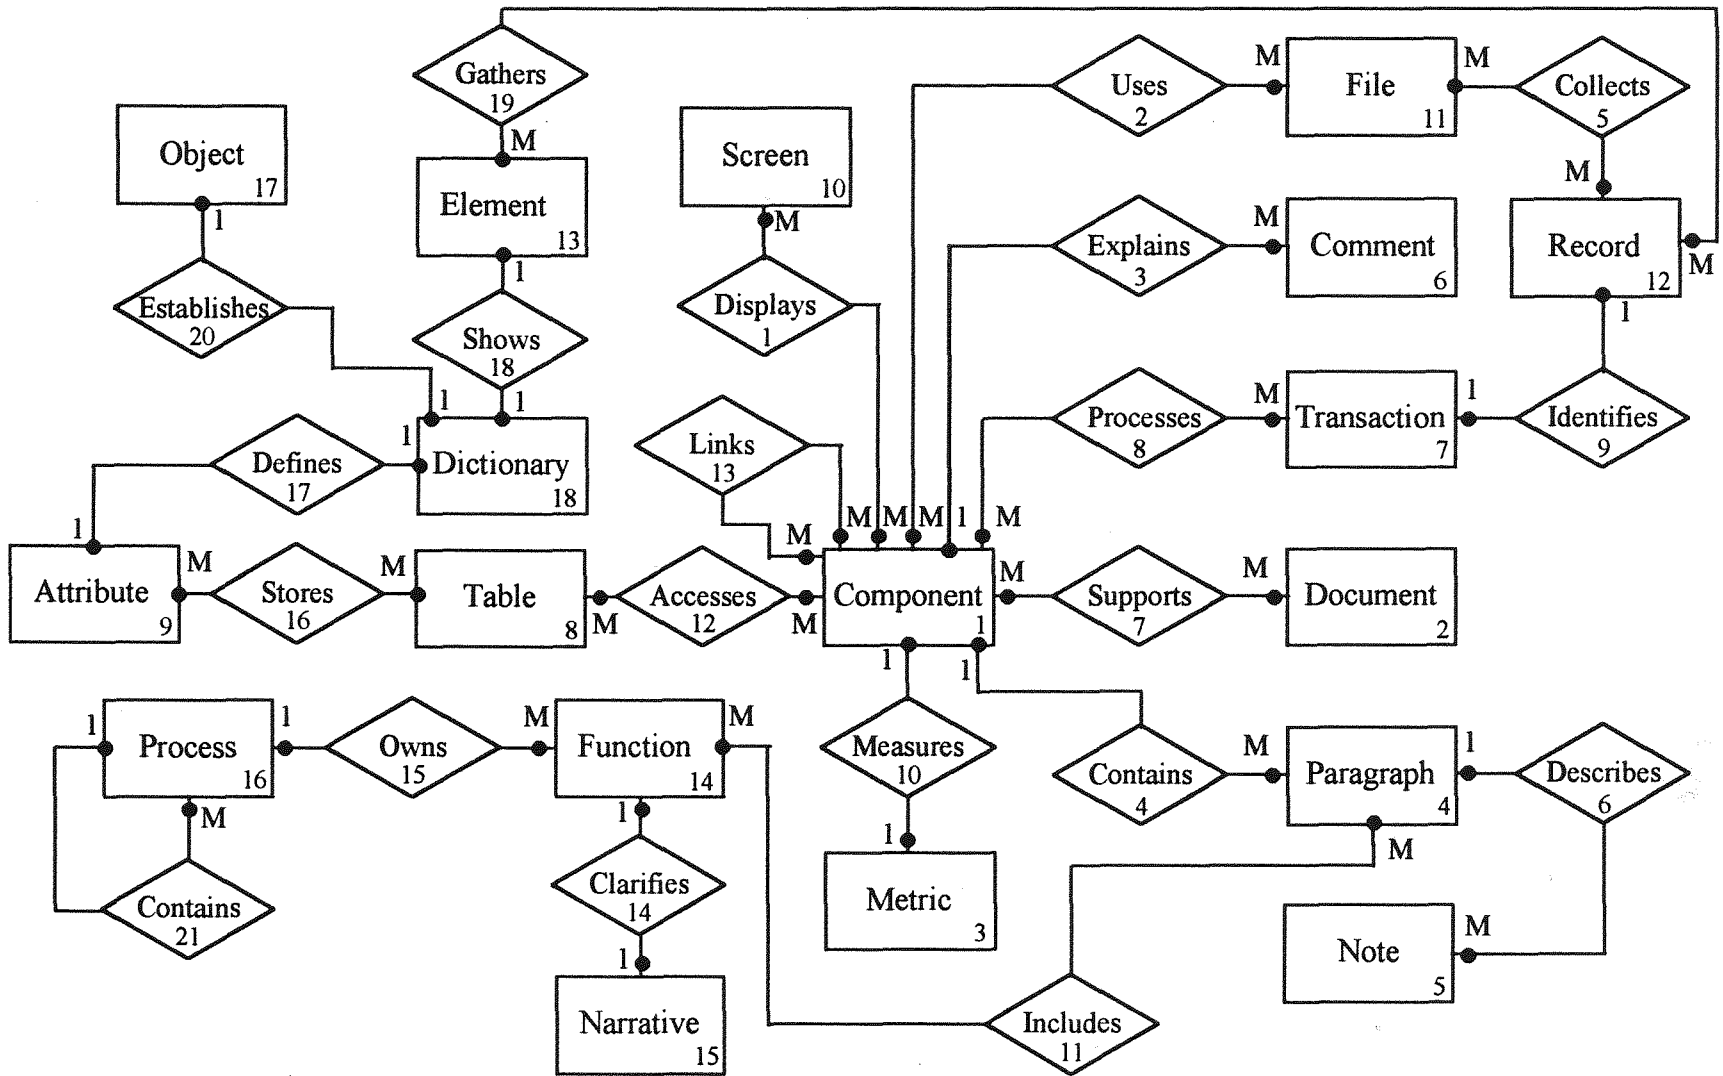 Gathers
19
M
Object
17
1
Element
13
1
Establishes
20
Shows
18
1
1
Defines
17
1
Dictionary
18
1
Attribute
9
M
Stores
16
M
Table
8
M
Accesses
12
M
Screen
10
M
Displays
1
Links
13
M
M
M
M
1
M
Component
1
M
1
1
Uses
2
M
File
11
M
Collects
5
M
Explains
3
M
Comment
6
Record
12
M
1
Processes
8
M
Transaction
7
1
Identifies
9
Supports
7
M
Document
2
Process
16
1
1
M
Owns
15
M
Function
14
M
1
Contains
21
Clarifies
14
1
Narrative
15
Measures
10
1
Metric
3
Contains
4
M
Paragraph
4
1
M
Describes
6
M
Note
5
Includes
11